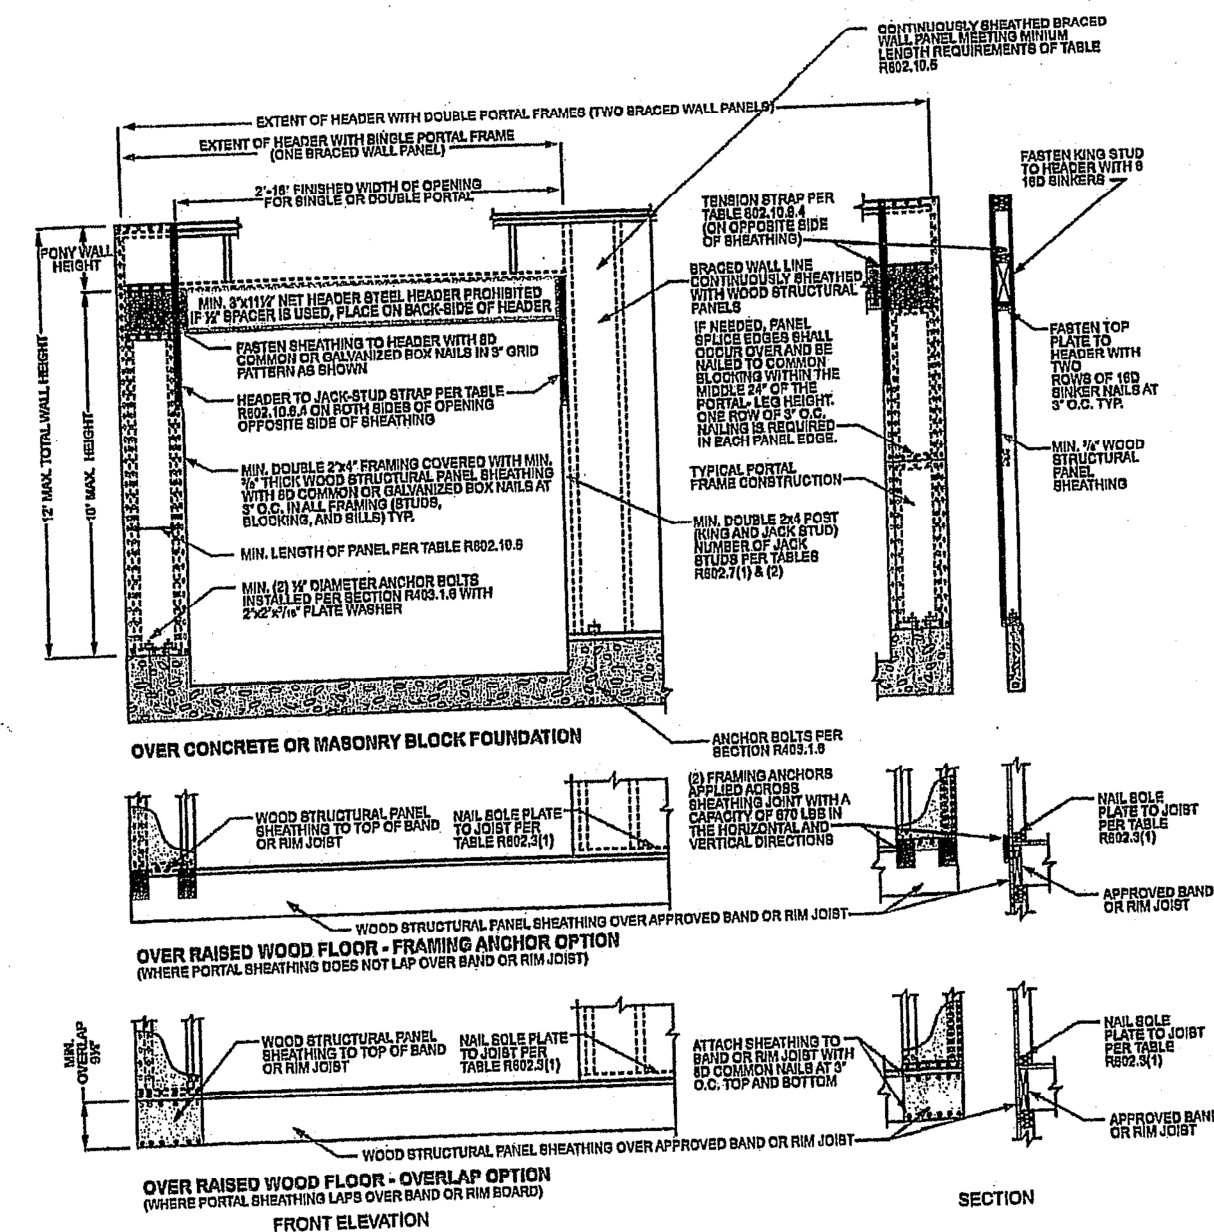 CONTINUOUSLY SHEATHED BRACED
WALL PANEL MEETING MINIUM
LENGTH REQUIREMENTS OF TABLE
R602.10.5
EXTENT OF HEADER WITH DOUBLE PORTAL FRAMES (TWO BRACED WALL PANELS)
EXTENT OF HEADER WITH SINGLE PORTAL FRAME
(ONE BRACED WALL PANEL)
2'-18' FINISHED WIDTH OF OPENING
FOR SINGLE OR DOUBLE PORTAL
PONY WALL
HEIGHT
12' MAX. TOTAL WALL HEIGHT
10' MAX. HEIGHT
MIN. 3"x11¼" NET HEADER STEEL HEADER PROHIBITED
IF ½" SPACER IS USED, PLACE ON BACK-SIDE OF HEADER
FASTEN SHEATHING TO HEADER WITH 8D
COMMON OR GALVANIZED BOX NAILS IN 3" GRID
PATTERN AS SHOWN
HEADER TO JACK-STUD STRAP PER TABLE
R602.10.6.4 ON BOTH SIDES OF OPENING
OPPOSITE SIDE OF SHEATHING
MIN. DOUBLE 2"x4" FRAMING COVERED WITH MIN.
THICK WOOD STRUCTURAL PANEL SHEATHING
WITH 8D COMMON OR GALVANIZED BOX NAILS AT
3" O.C. IN ALL FRAMING (STUDS,
BLOCKING, AND SILLS) TYP.
MIN. LENGTH OF PANEL PER TABLE R602.10.5
MIN. (2) ½" DIAMETER ANCHOR BOLTS
INSTALLED PER SECTION R403.1.6 WITH
2"x2"x3/16" PLATE WASHER
TENSION STRAP PER
TABLE 602.10.6.4
(ON OPPOSITE SIDE
OF SHEATHING)
BRACED WALL LINE
CONTINUOUSLY SHEATHED
WITH WOOD STRUCTURAL
PANELS
IF NEEDED, PANEL
SPLICE EDGES SHALL
OCCUR OVER AND BE
NAILED TO COMMON
BLOCKING WITHIN THE
MIDDLE 24" OF THE
PORTAL- LEG HEIGHT.
ONE ROW OF 3" O.C.
NAILING IS REQUIRED
IN EACH PANEL EDGE.
TYPICAL PORTAL
FRAME CONSTRUCTION
MIN. DOUBLE 2x4 POST
(KING AND JACK STUD)
NUMBER OF JACK
STUDS PER TABLES
R602.7(1) & (2)
FASTEN KING STUD
TO HEADER WITH 6
16D SINKERS
FASTEN TOP
PLATE TO
HEADER WITH
TWO
ROWS OF 16D
SINKER NAILS AT
3" O.C. TYP.
MIN. WOOD
STRUCTURAL
PANEL
SHEATHING
OVER CONCRETE OR MASONRY BLOCK FOUNDATION
ANCHOR BOLTS PER
SECTION R403.1.6
WOOD STRUCTURAL PANEL
SHEATHING TO TOP OF BAND
OR RIM JOIST
NAIL SOLE PLATE
TO JOIST PER
TABLE R602.3(1)
(2) FRAMING ANCHORS
APPLIED ACROSS
SHEATHING JOINT WITH A
CAPACITY OF 670 LBS IN
THE HORIZONTAL AND
VERTICAL DIRECTIONS
NAIL SOLE
PLATE TO JOIST
PER TABLE
R602.3(1)
APPROVED BAND
OR RIM JOIST
WOOD STRUCTURAL PANEL SHEATHING OVER APPROVED BAND OR RIM JOIST
OVER RAISED WOOD FLOOR - FRAMING ANCHOR OPTION
(WHERE PORTAL SHEATHING DOES NOT LAP OVER BAND OR RIM JOIST)
MIN.
OVERLAP
9¼"
WOOD STRUCTURAL PANEL
SHEATHING TO TOP OF BAND
OR RIM JOIST
NAIL SOLE PLATE
TO JOIST PER
TABLE R602.3(1)
ATTACH SHEATHING TO
BAND OR RIM JOIST WITH
8D COMMON NAILS AT 3"
O.C. TOP AND BOTTOM
NAIL SOLE
PLATE TO JOIST
PER TABLE
R602.3(1)
APPROVED BAND
OR RIM JOIST
WOOD STRUCTURAL PANEL SHEATHING OVER APPROVED BAND OR RIM JOIST
OVER RAISED WOOD FLOOR - OVERLAP OPTION
(WHERE PORTAL SHEATHING LAPS OVER BAND OR RIM BOARD)
FRONT ELEVATION
SECTION